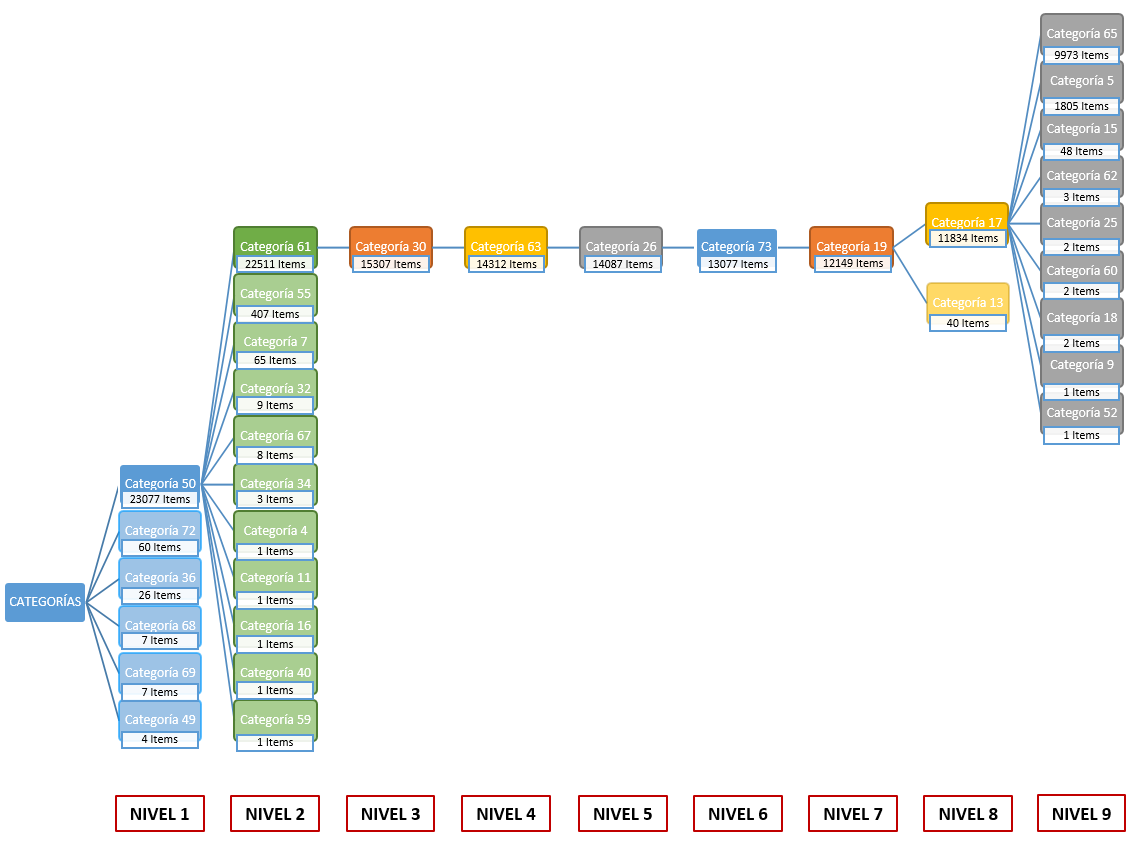 CATEGORÍAS
Categoría 50
23077 Items
Categoría 72
60 Items
Categoría 36
26 Items
Categoría 68
7 Items
Categoría 69
7 Items
Categoría 49
4 Items
Categoría 61
22511 Items
Categoría 55
407 Items
Categoría 7
65 Items
Categoría 32
9 Items
Categoría 67
8 Items
Categoría 34
3 Items
Categoría 4
1 Items
Categoría 11
1 Items
Categoría 16
1 Items
Categoría 40
1 Items
Categoría 59
1 Items
Categoría 30
15307 Items
Categoría 63
14312 Items
Categoría 26
14087 Items
Categoría 73
13077 Items
Categoría 19
12149 Items
Categoría 17
11834 Items
Categoría 13
40 Items
Categoría 65
9973 Items
Categoría 5
1805 Items
Categoría 15
48 Items
Categoría 62
3 Items
Categoría 25
2 Items
Categoría 60
2 Items
Categoría 18
2 Items
Categoría 9
1 Items
Categoría 52
1 Items
NIVEL 1
NIVEL 2
NIVEL 3
NIVEL 4
NIVEL 5
NIVEL 6
NIVEL 7
NIVEL 8
NIVEL 9